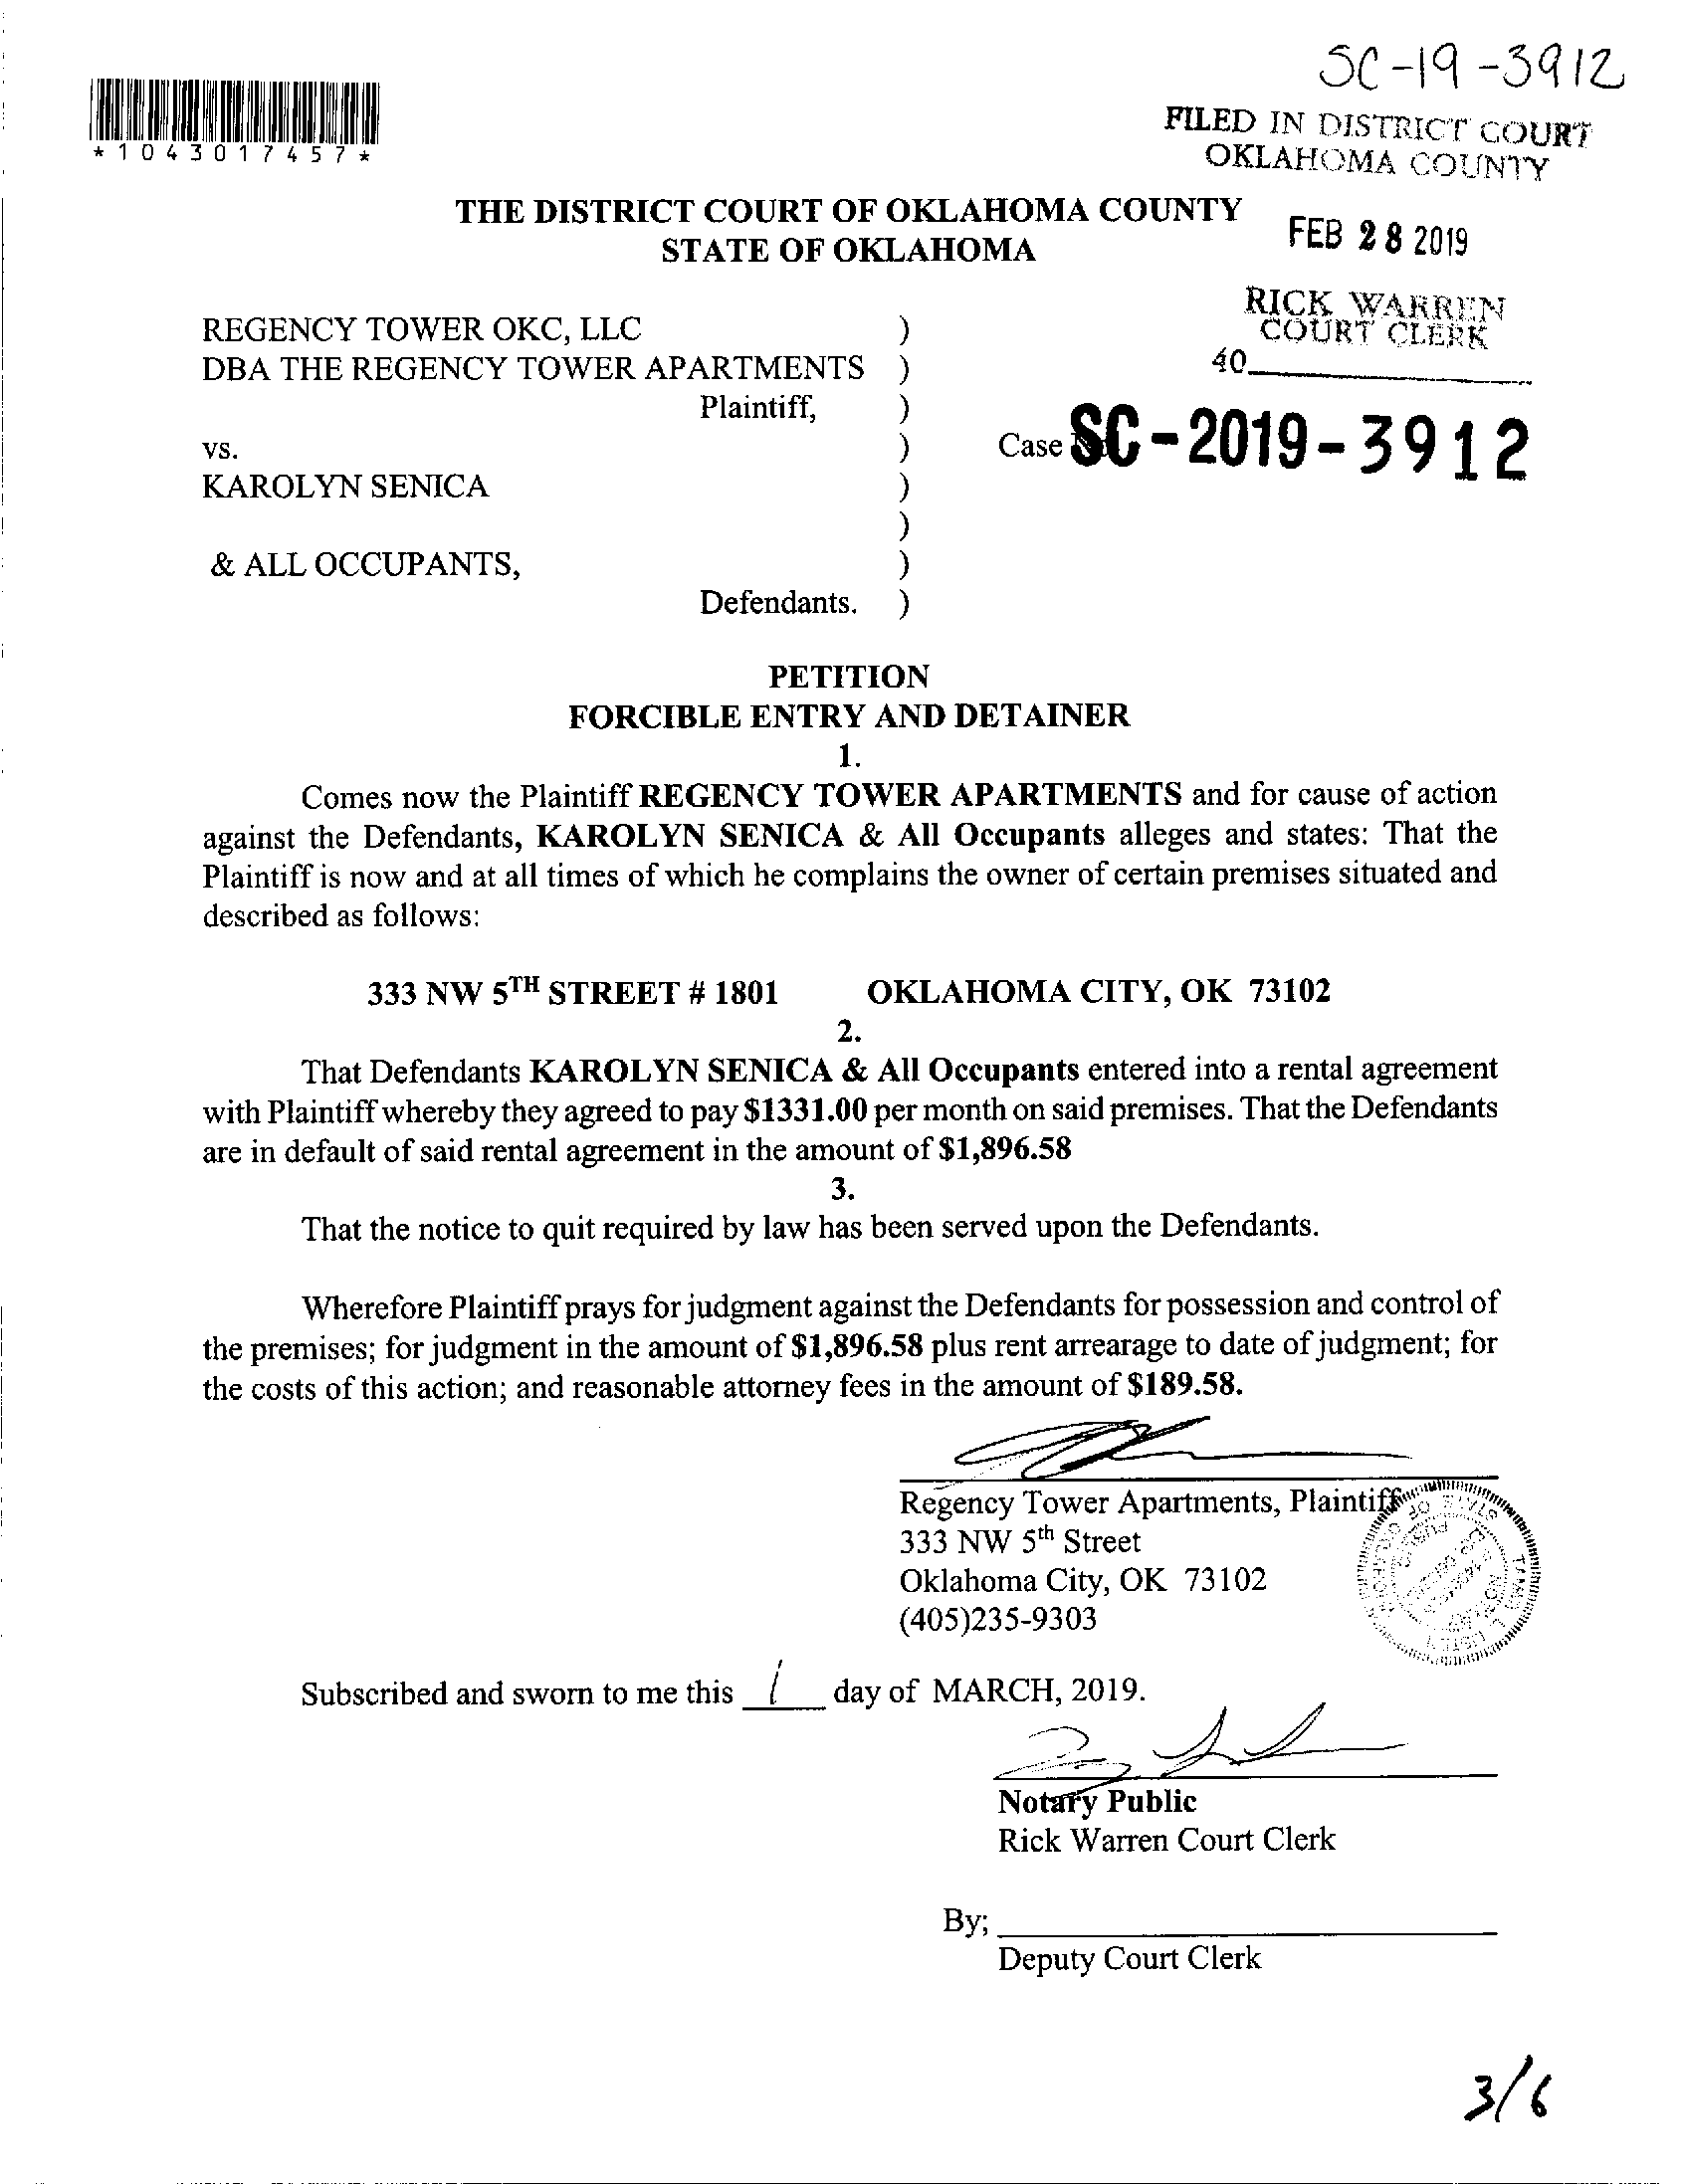 SC-19-3912
*1043017457*
FILED IN DISTRICT COURT
OKLAHOMA COUNTY
THE DISTRICT COURT OF OKLAHOMA COUNTY
STATE OF OKLAHOMA
FEB 28 2019
RICK WARREN
COURT CLERK
40
REGENCY TOWER OKC, LLC )
DBA THE REGENCY TOWER APARTMENTS )
Plaintiff, )
vs. ) Case SC-2019-3912
KAROLYN SENICA )
)
& ALL OCCUPANTS, )
Defendants. )
PETITION
FORCIBLE ENTRY AND DETAINER
1.
Comes now the Plaintiff REGENCY TOWER APARTMENTS and for cause of action
against the Defendants, KAROLYN SENICA & All Occupants alleges and states: That the
Plaintiff is now and at all times of which he complains the owner of certain premises situated and
described as follows:
333 NW 5TH STREET # 1801 OKLAHOMA CITY, OK 73102
2.
That Defendants KAROLYN SENICA & All Occupants entered into a rental agreement
with Plaintiff whereby they agreed to pay $1331.00 per month on said premises. That the Defendants
are in default of said rental agreement in the amount of $1,896.58
3.
That the notice to quit required by law has been served upon the Defendants.
Wherefore Plaintiff prays for judgment against the Defendants for possession and control of
the premises; for judgment in the amount of $1,896.58 plus rent arrearage to date of judgment; for
the costs of this action; and reasonable attorney fees in the amount of $189.58.
Regency Tower Apartments, Plaintiff
333 NW 5th Street
Oklahoma City, OK 73102
(405)235-9303
Subscribed and sworn to me this 1 day of MARCH, 2019.
Notary Public
Rick Warren Court Clerk
By;
Deputy Court Clerk
3/6